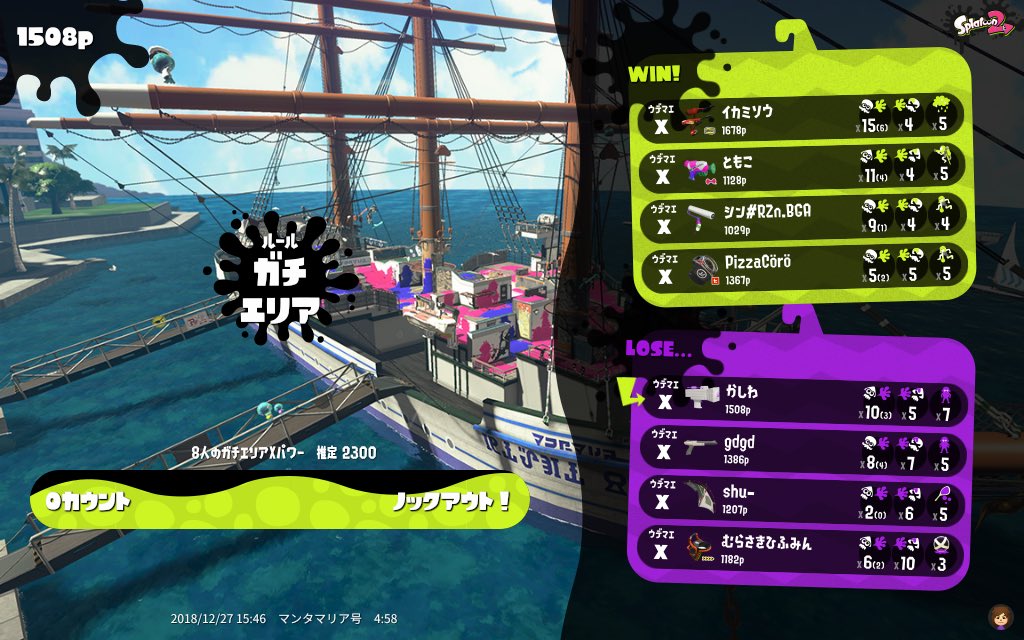 1508p
Splatoon 2
ルール
ガチ
エリア
8人のガチエリアXパワー 推定 2300
0カウント
ノックアウト!
2018/12/27 15:46 マンタマリア号 4:58
WIN!
ウデマエ X イカミソウ 1678p x15(6) x4 x5
ウデマエ X ともこ 1128p x11(4) x4 x5
ウデマエ X シン#RZn.BGA 1029p x9(1) x4 x4
ウデマエ X PizzaCörö 1367p x5(2) x5 x5
LOSE...
ウデマエ X かしわ 1508p x10(3) x5 x7
ウデマエ X gdgd 1386p x8(4) x7 x5
ウデマエ X shu- 1207p x2(0) x6 x5
ウデマエ X むらさきひふみん 1182p x6(2) x10 x3